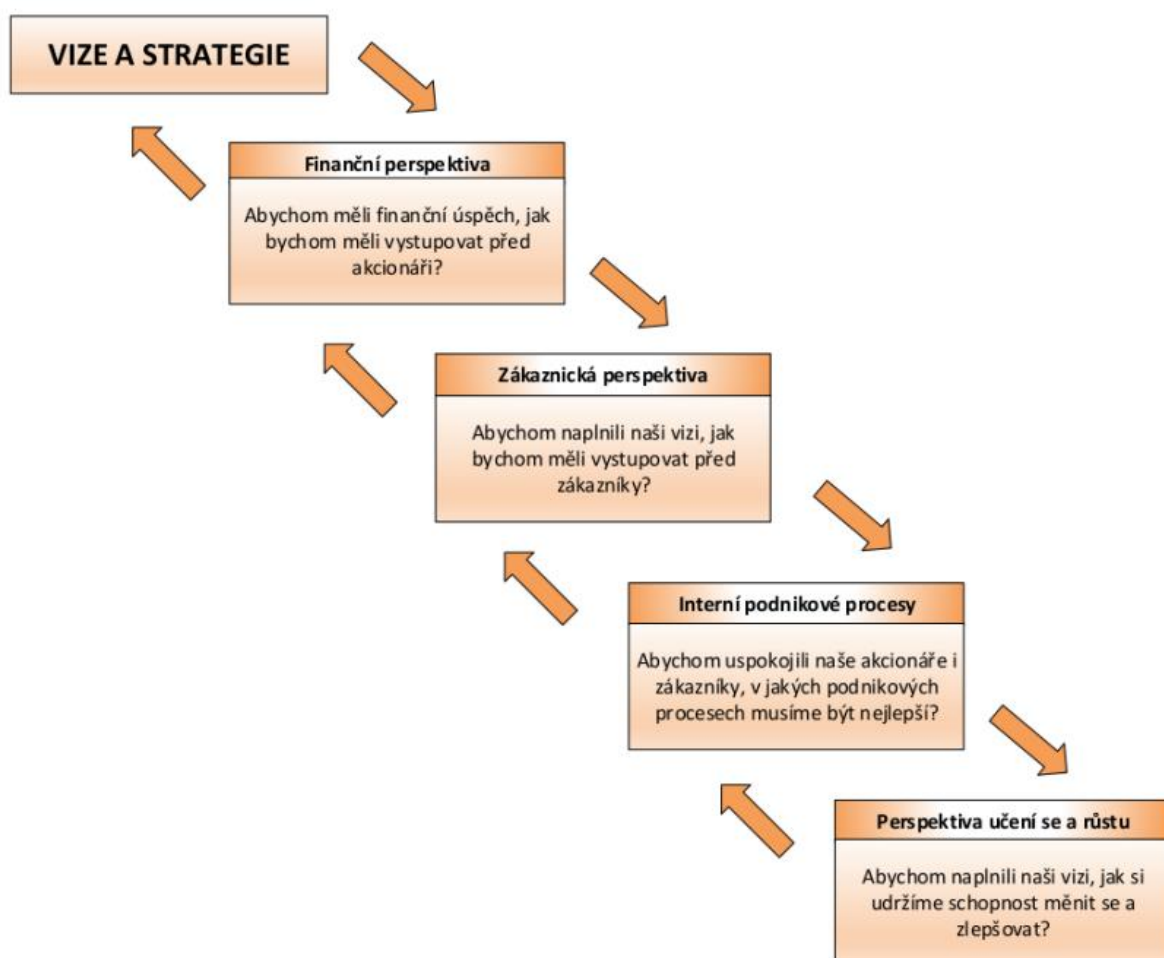 VIZE A STRATEGIE
Finanční perspektiva
Abychom měli finanční úspěch, jak
bychom měli vystupovat před
akcionáři?
Zákaznická perspektiva
Abychom naplnili naši vizi, jak
bychom měli vystupovat před
zákazníky?
Interní podnikové procesy
Abychom uspokojili naše akcionáře i
zákazníky, v jakých podnikových
procesech musíme být nejlepší?
Perspektiva učení se a růstu
Abychom naplnili naši vizi, jak si
udržíme schopnost měnit se a
zlepšovat?